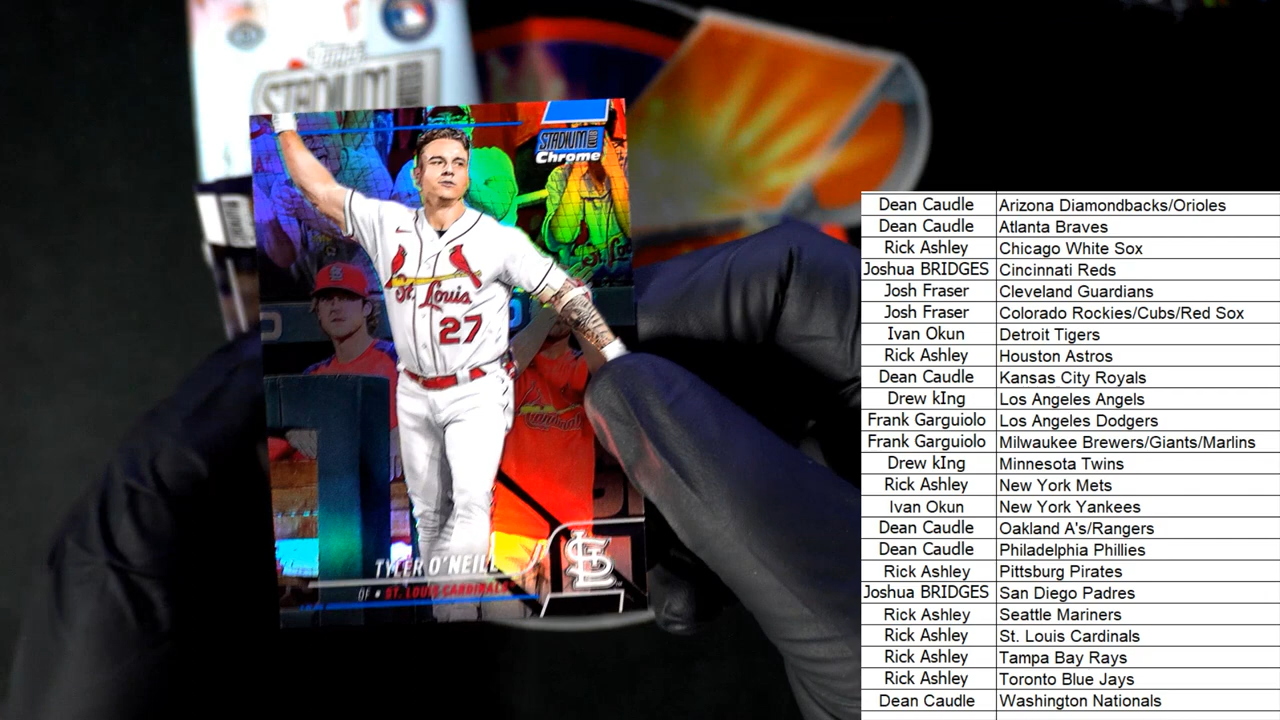 Topps
STADIUM
STADIUM CLUB
Chrome
St. Louis
27
Cardinals
TYLER O'NEILL
OF • ST. LOUIS CARDINALS
Dean Caudle Arizona Diamondbacks/Orioles
Dean Caudle Atlanta Braves
Rick Ashley Chicago White Sox
Joshua BRIDGES Cincinnati Reds
Josh Fraser Cleveland Guardians
Josh Fraser Colorado Rockies/Cubs/Red Sox
Ivan Okun Detroit Tigers
Rick Ashley Houston Astros
Dean Caudle Kansas City Royals
Drew kIng Los Angeles Angels
Frank Garguiolo Los Angeles Dodgers
Frank Garguiolo Milwaukee Brewers/Giants/Marlins
Drew kIng Minnesota Twins
Rick Ashley New York Mets
Ivan Okun New York Yankees
Dean Caudle Oakland A's/Rangers
Dean Caudle Philadelphia Phillies
Rick Ashley Pittsburg Pirates
Joshua BRIDGES San Diego Padres
Rick Ashley Seattle Mariners
Rick Ashley St. Louis Cardinals
Rick Ashley Tampa Bay Rays
Rick Ashley Toronto Blue Jays
Dean Caudle Washington Nationals